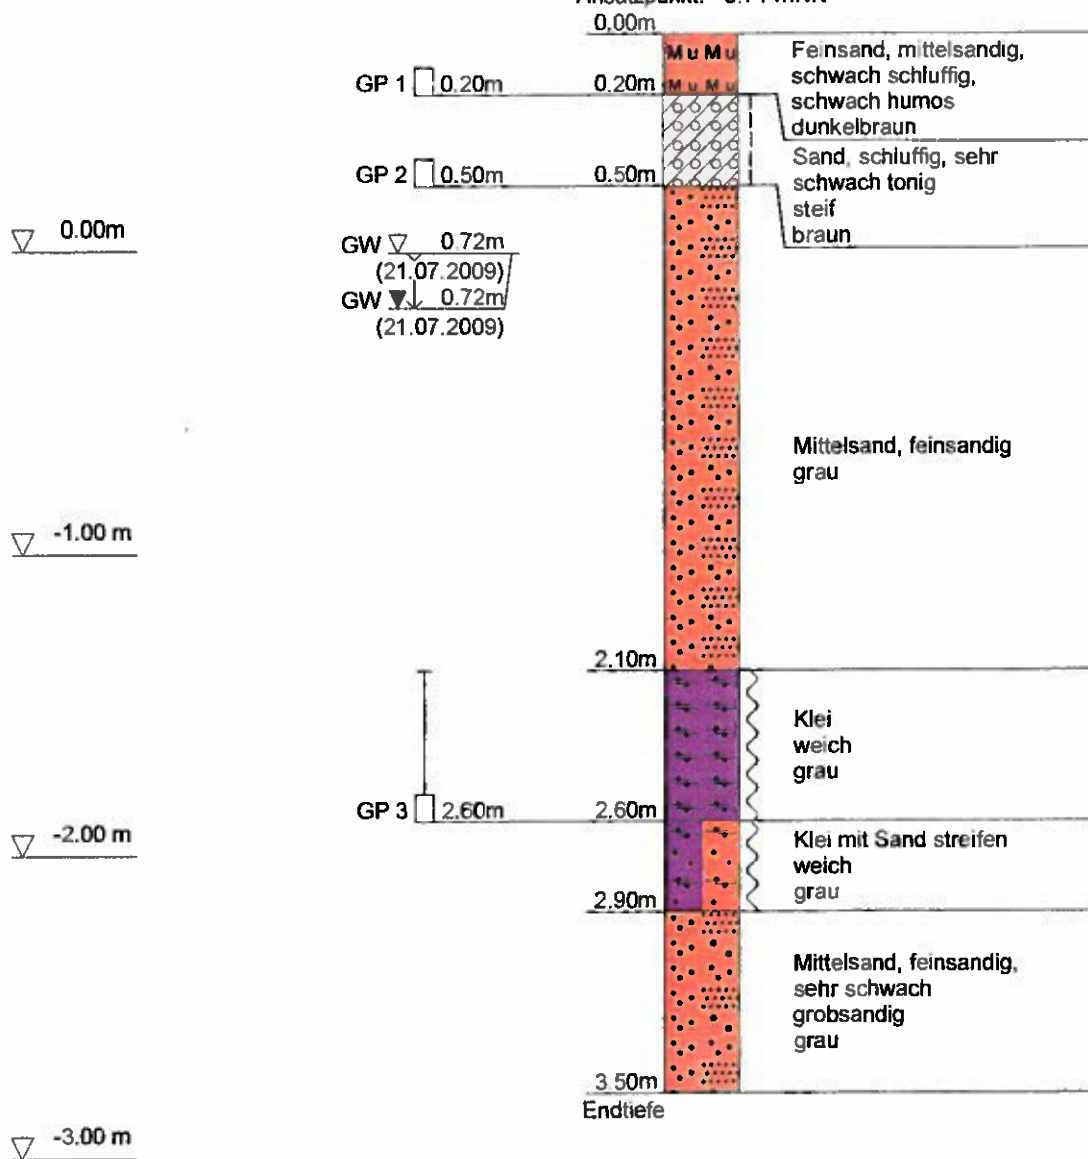 0.00m
M u M u
Feinsand, mittelsandig,
schwach schluffig,
schwach humos
dunkelbraun
GP 1 0.20m
0.20m
M u M u
Sand, schluffig, sehr
schwach tonig
steif
braun
GP 2 0.50m
0.50m
0.00m
GW 0.72m
(21.07.2009)
GW 0.72m
(21.07.2009)
Mittelsand, feinsandig
grau
-1.00 m
2.10m
Klei
weich
grau
GP 3 2.60m
2.60m
-2.00 m
Klei mit Sand streifen
weich
grau
2.90m
Mittelsand, feinsandig,
sehr schwach
grobsandig
grau
3.50m
Endtiefe
-3.00 m